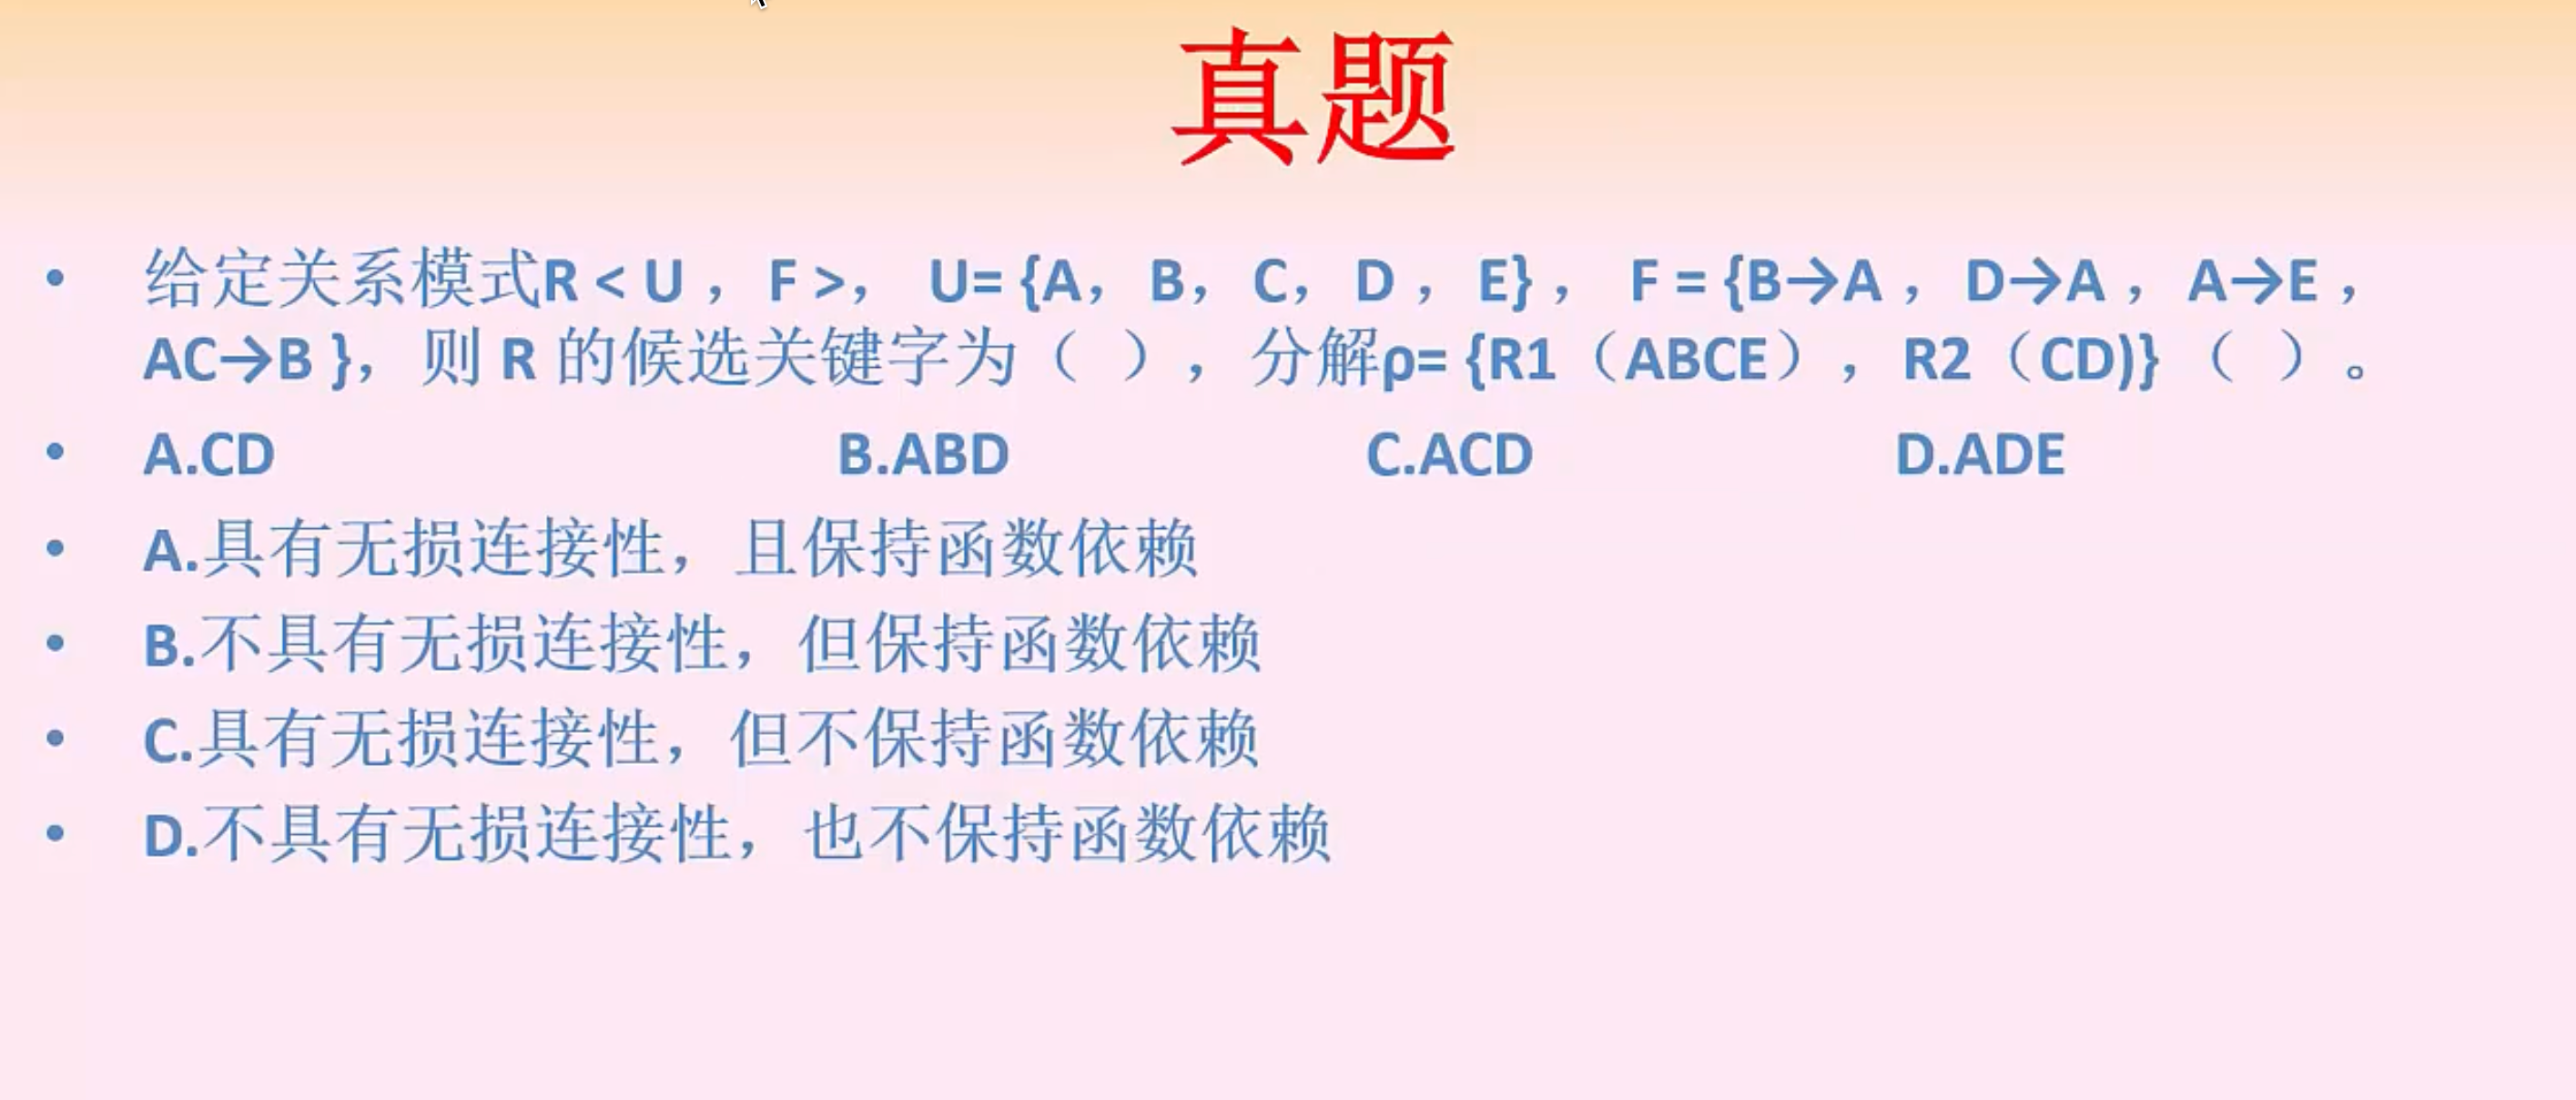 真题
• 给定关系模式R < U ，F >， U= {A，B，C，D ，E} ， F = {B→A ，D→A ，A→E ，
AC→B }，则 R 的候选关键字为（ ），分解ρ= {R1（ABCE），R2（CD)} （ ）。
• A.CD B.ABD C.ACD D.ADE
• A.具有无损连接性，且保持函数依赖
• B.不具有无损连接性，但保持函数依赖
• C.具有无损连接性，但不保持函数依赖
• D.不具有无损连接性，也不保持函数依赖